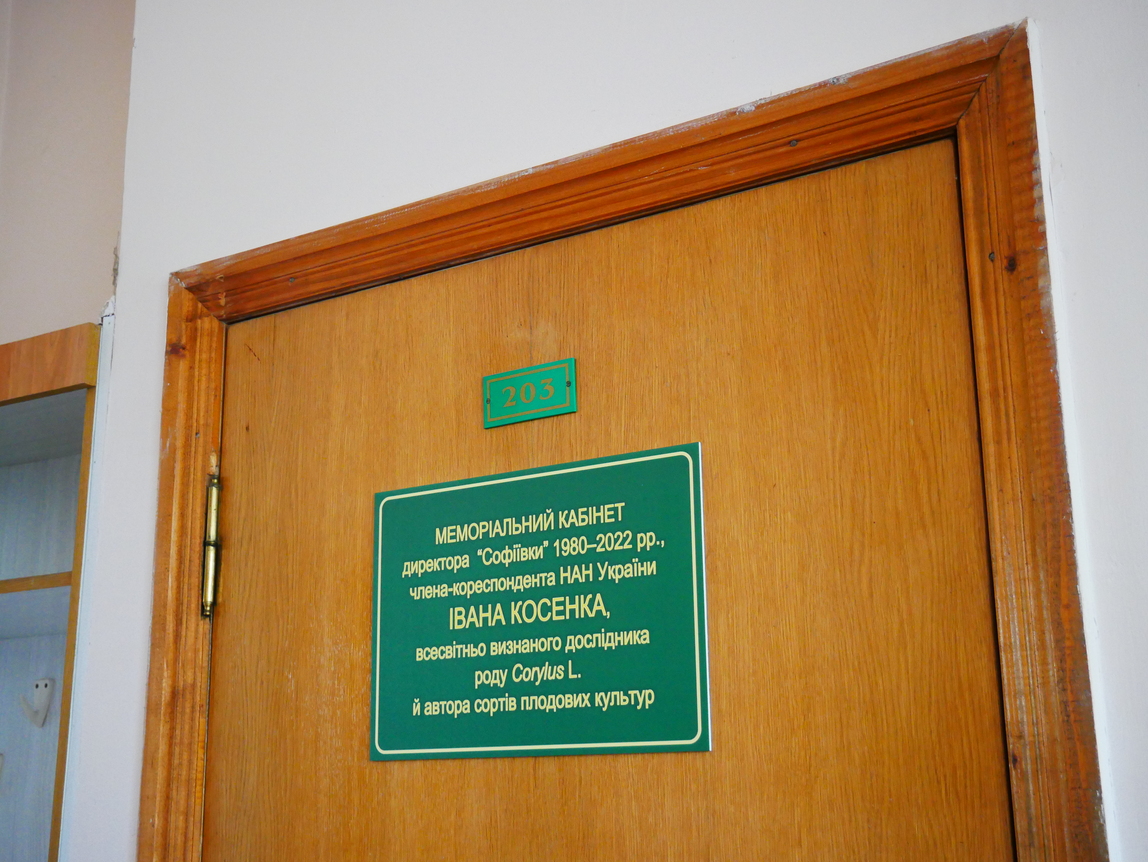 203
МЕМОРІАЛЬНИЙ КАБІНЕТ
директора “Софіївки” 1980–2022 рр.,
члена-кореспондента НАН України
ІВАНА КОСЕНКА,
всесвітньо визнаного дослідника
роду Corylus L.
й автора сортів плодових культур